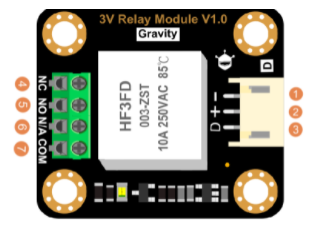 3V Relay Module V1.0
Gravity
D
HF3FD
003-ZST
10A 250VAC 85℃
NC
NO
N/A
COM
4
5
6
7
D + -
1
2
3